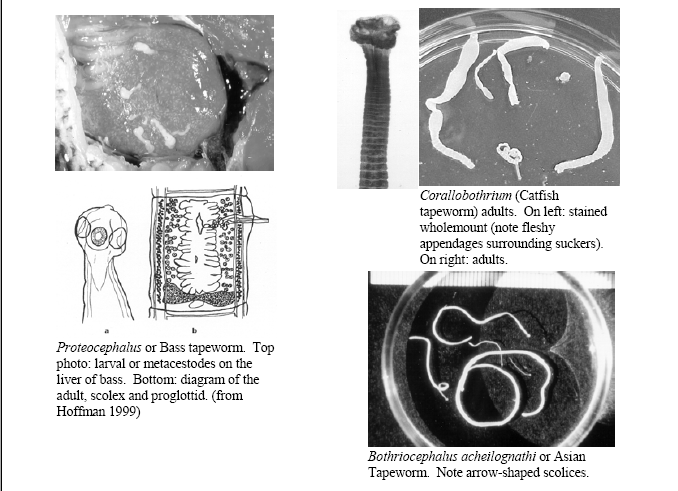 a
b
Proteocephalus or Bass tapeworm. Top
photo: larval or metacestodes on the
liver of bass. Bottom: diagram of the
adult, scolex and proglottid. (from
Hoffman 1999)
Corallobothrium (Catfish
tapeworm) adults. On left: stained
wholemount (note fleshy
appendages surrounding suckers).
On right: adults.
Bothriocephalus acheilognathi or Asian
Tapeworm. Note arrow-shaped scolices.